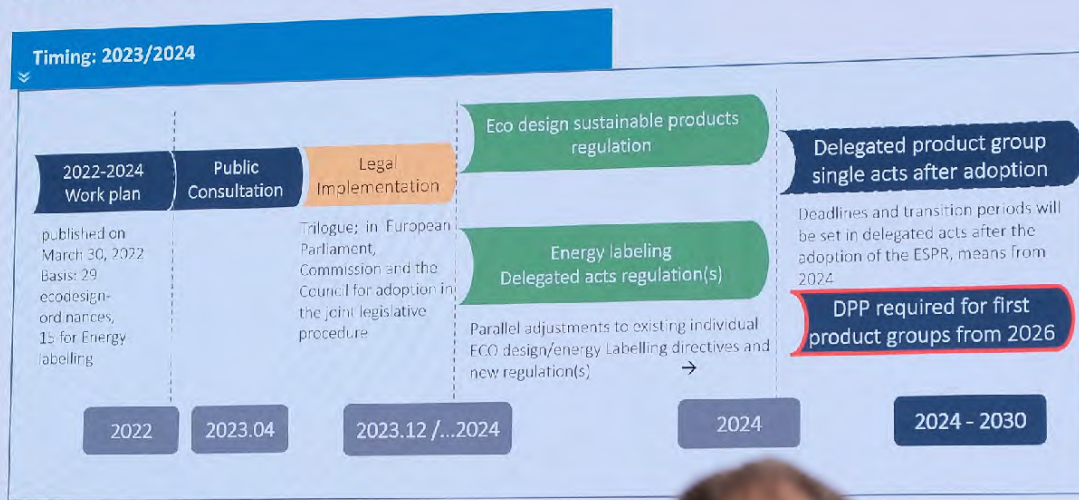 Timing: 2023/2024
2022-2024
Work plan
published on
March 30, 2022
Basis: 29
ecodesign-
ordinances,
15 for Energy
labelling
Public
Consultation
Legal
Implementation
Trilogue; in European
Parliament,
Commission and the
Council for adoption in
the joint legislative
procedure
Eco design sustainable products
regulation
Energy labeling
Delegated acts regulation(s)
Parallel adjustments to existing individual
ECO design/energy Labelling directives and
new regulation(s) →
Delegated product group
single acts after adoption
Deadlines and transition periods will
be set in delegated acts after the
adoption of the ESPR, means from
2024
DPP required for first
product groups from 2026
2022
2023.04
2023.12 /...2024
2024
2024 - 2030